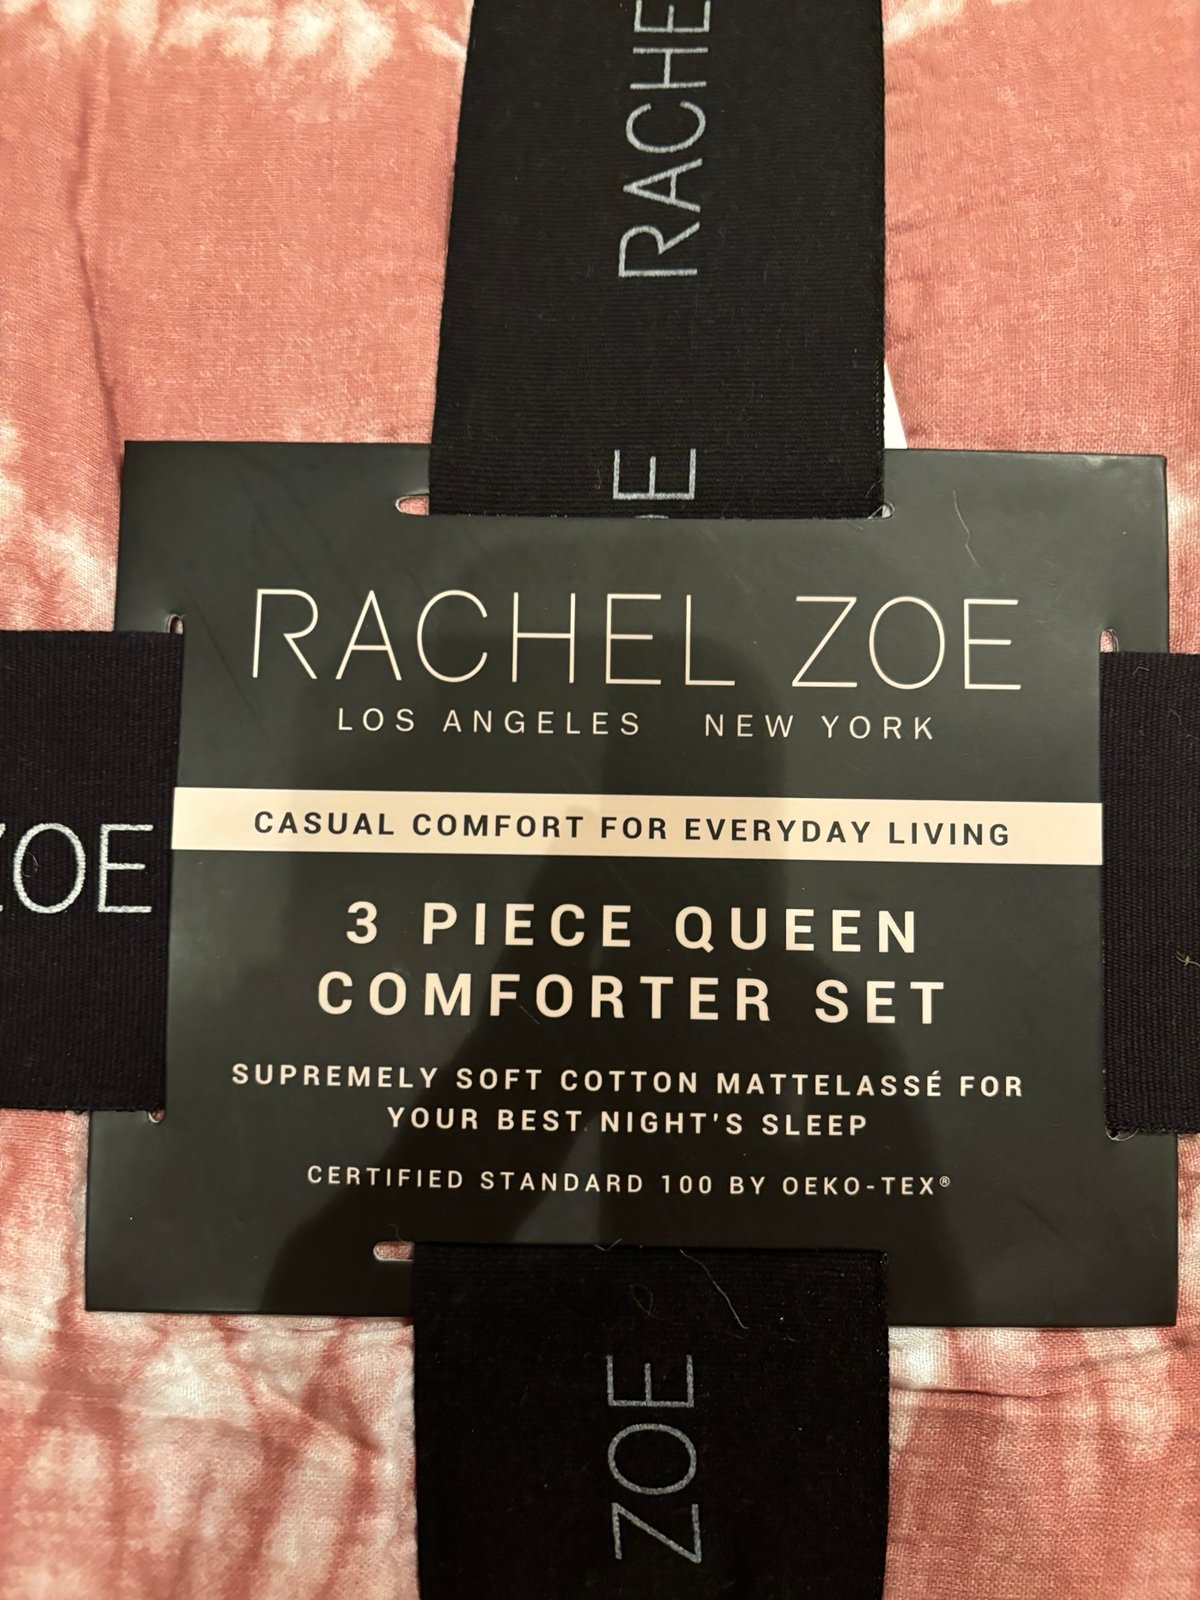 RACHE
OE
RACHEL ZOE
LOS ANGELES NEW YORK
CASUAL COMFORT FOR EVERYDAY LIVING
ZOE
3 PIECE QUEEN
COMFORTER SET
SUPREMELY SOFT COTTON MATTELASSÉ FOR
YOUR BEST NIGHT'S SLEEP
CERTIFIED STANDARD 100 BY OEKO-TEX®
ZOE